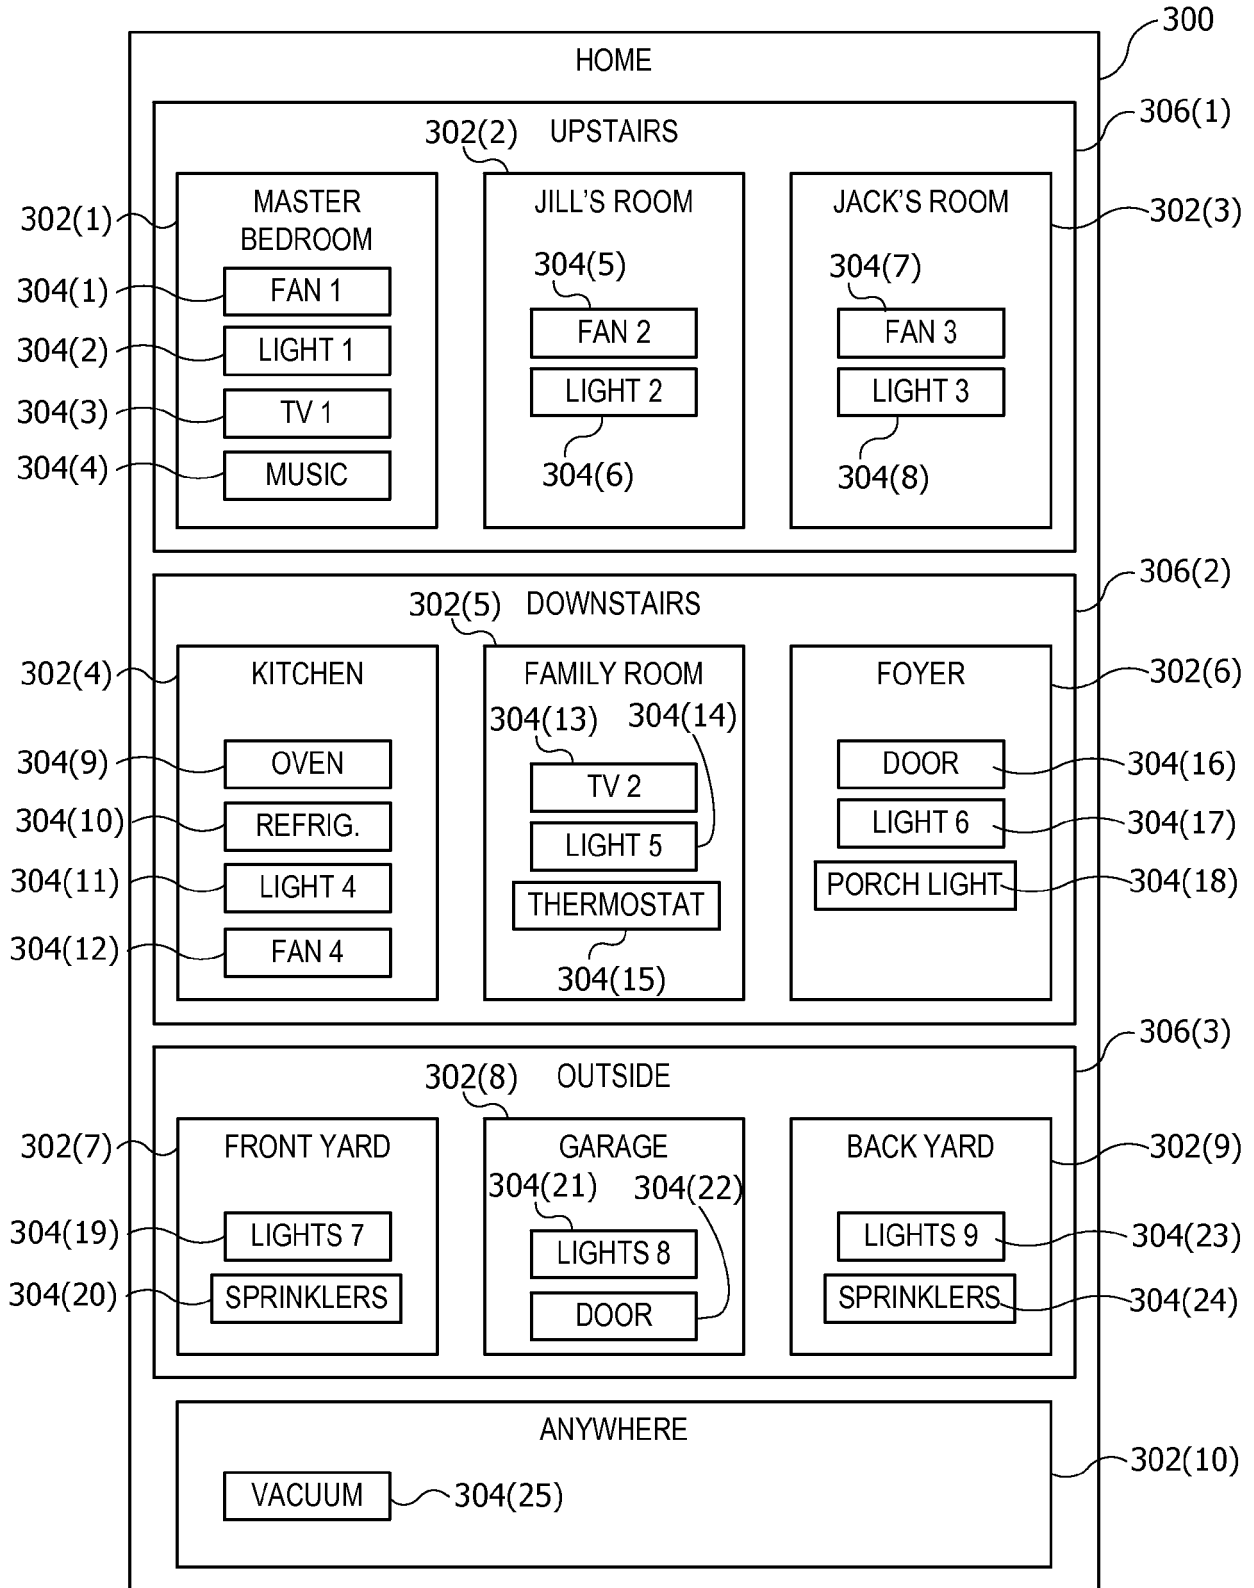 300
HOME
306(1)
302(2) UPSTAIRS
302(1)
MASTER
BEDROOM
JILL'S ROOM
JACK'S ROOM
302(3)
304(1)
FAN 1
304(5)
FAN 2
304(7)
FAN 3
304(2)
LIGHT 1
LIGHT 2
LIGHT 3
304(3)
TV 1
304(4)
MUSIC
304(6)
304(8)
306(2)
302(5) DOWNSTAIRS
302(4)
KITCHEN
FAMILY ROOM
FOYER
302(6)
304(13)
304(14)
304(9)
OVEN
TV 2
DOOR
304(16)
304(10)
REFRIG.
LIGHT 5
LIGHT 6
304(17)
304(11)
LIGHT 4
THERMOSTAT
PORCH LIGHT
304(18)
304(12)
FAN 4
304(15)
306(3)
302(8) OUTSIDE
302(7)
FRONT YARD
GARAGE
BACK YARD
302(9)
304(21)
304(22)
304(19)
LIGHTS 7
LIGHTS 8
LIGHTS 9
304(23)
304(20)
SPRINKLERS
DOOR
SPRINKLERS
304(24)
ANYWHERE
302(10)
VACUUM
304(25)